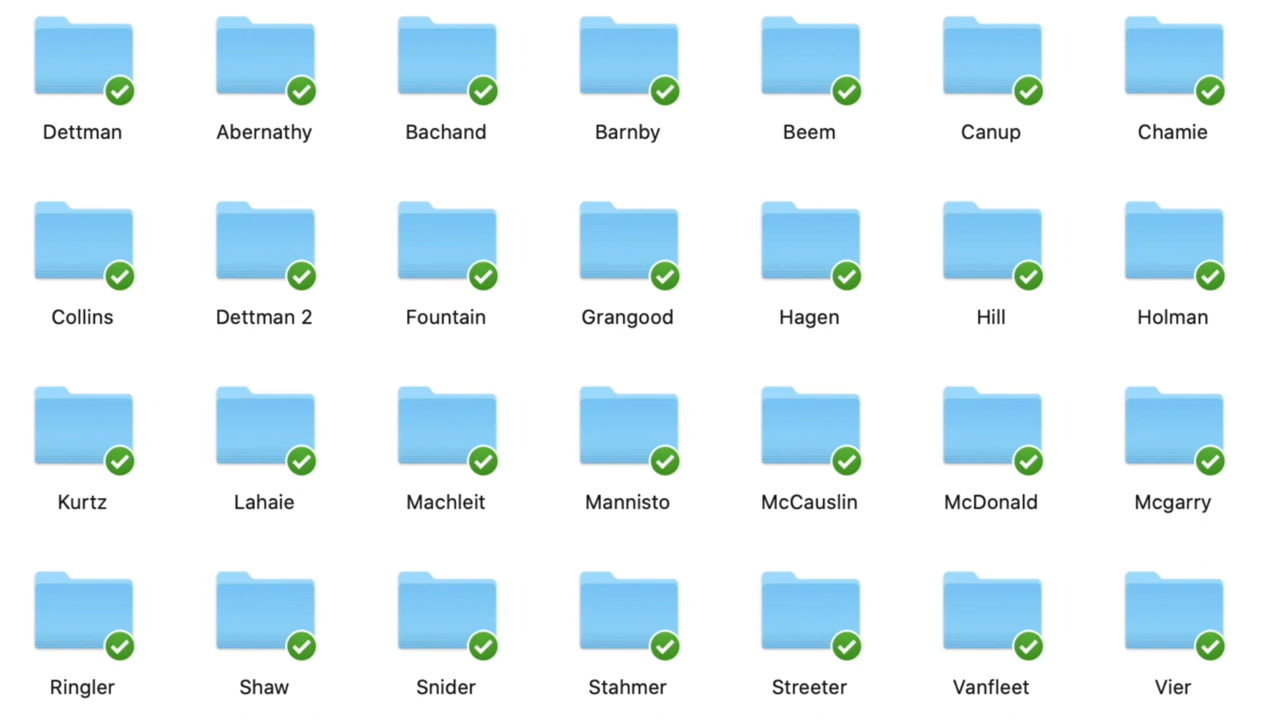 Dettman Abernathy Bachand Barnby Beem Canup Chamie
Collins Dettman 2 Fountain Grangood Hagen Hill Holman
Kurtz Lahaie Machleit Mannisto McCauslin McDonald Mcgarry
Ringler Shaw Snider Stahmer Streeter Vanfleet Vier